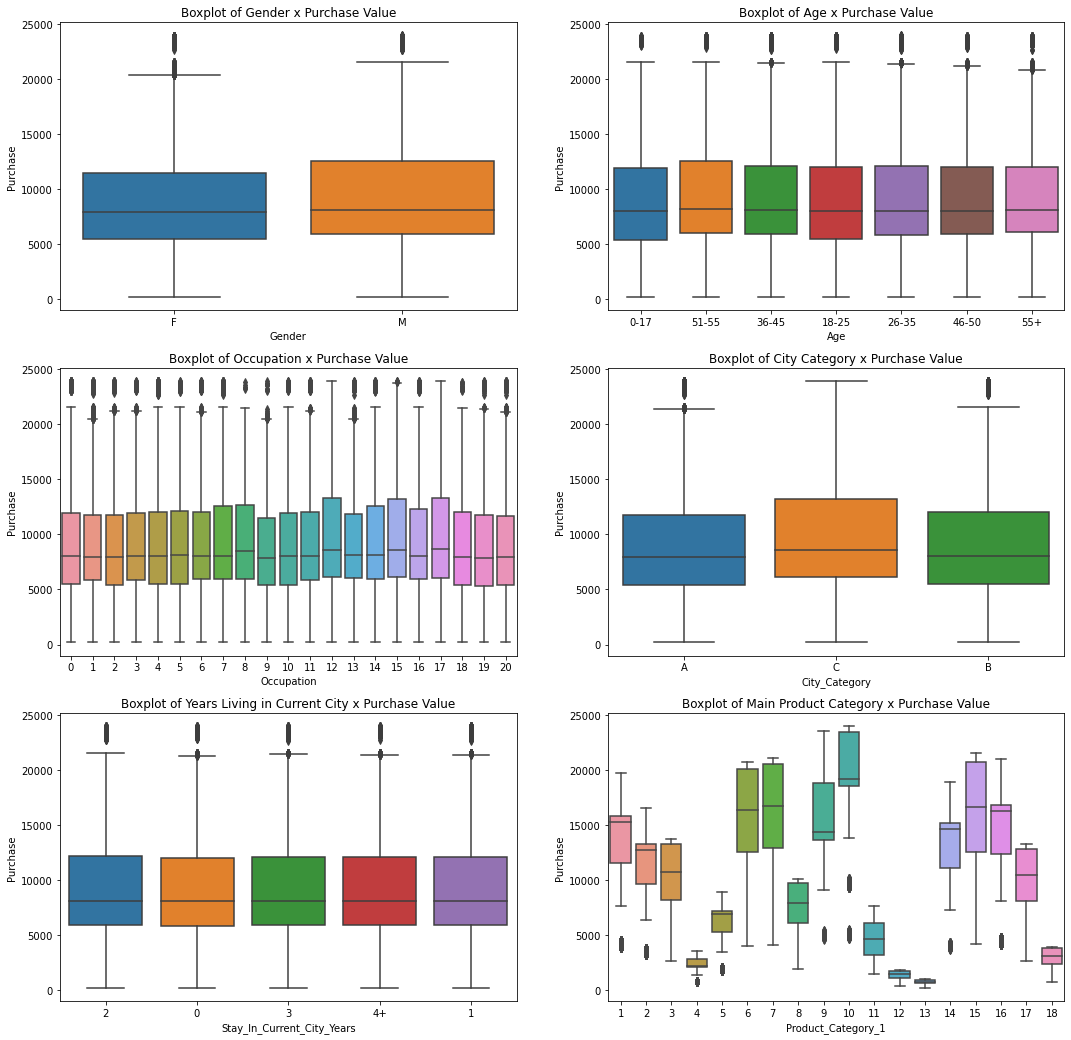 Boxplot of Gender x Purchase Value
25000
20000
15000
10000
5000
0
Purchase
F M
Gender
Boxplot of Age x Purchase Value
25000
20000
15000
10000
5000
0
Purchase
0-17 51-55 36-45 18-25 26-35 46-50 55+
Age
Boxplot of Occupation x Purchase Value
25000
20000
15000
10000
5000
0
Purchase
0 1 2 3 4 5 6 7 8 9 10 11 12 13 14 15 16 17 18 19 20
Occupation
Boxplot of City Category x Purchase Value
25000
20000
15000
10000
5000
0
Purchase
A C B
City_Category
Boxplot of Years Living in Current City x Purchase Value
25000
20000
15000
10000
5000
0
Purchase
2 0 3 4+ 1
Stay_In_Current_City_Years
Boxplot of Main Product Category x Purchase Value
25000
20000
15000
10000
5000
0
Purchase
1 2 3 4 5 6 7 8 9 10 11 12 13 14 15 16 17 18
Product_Category_1